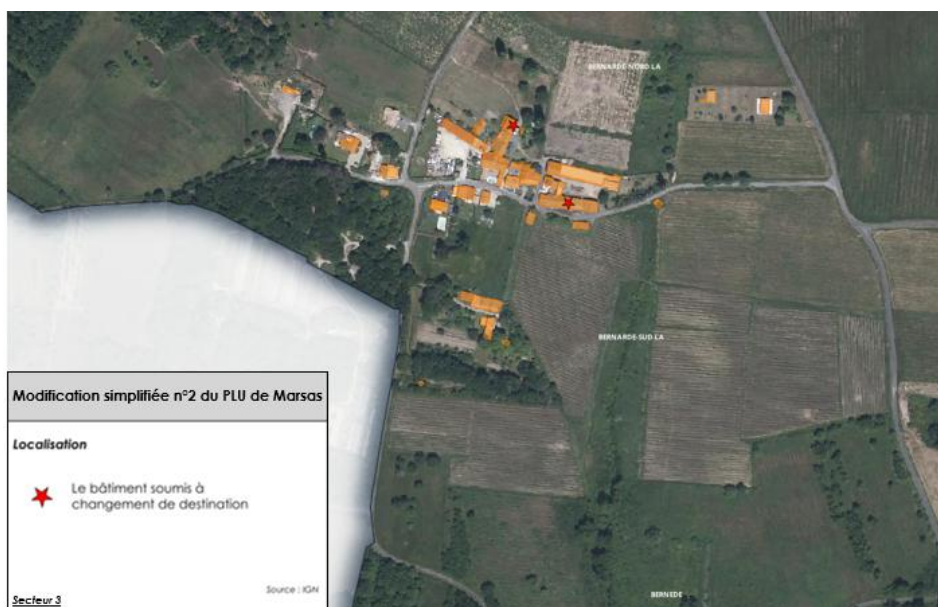 BERNARDE-NORD-LA
BERNARDE-SUD-LA
Modification simplifiée n°2 du PLU de Marsas
Localisation
Le bâtiment soumis à
changement de destination
Source : IGN
Secteur 3
BERNEDE